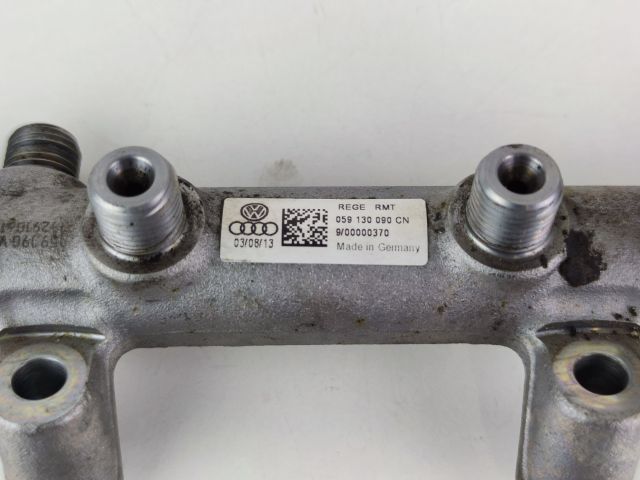 REGE RMT
059 130 090 CN
9/00000370
03/08/13
Made in Germany